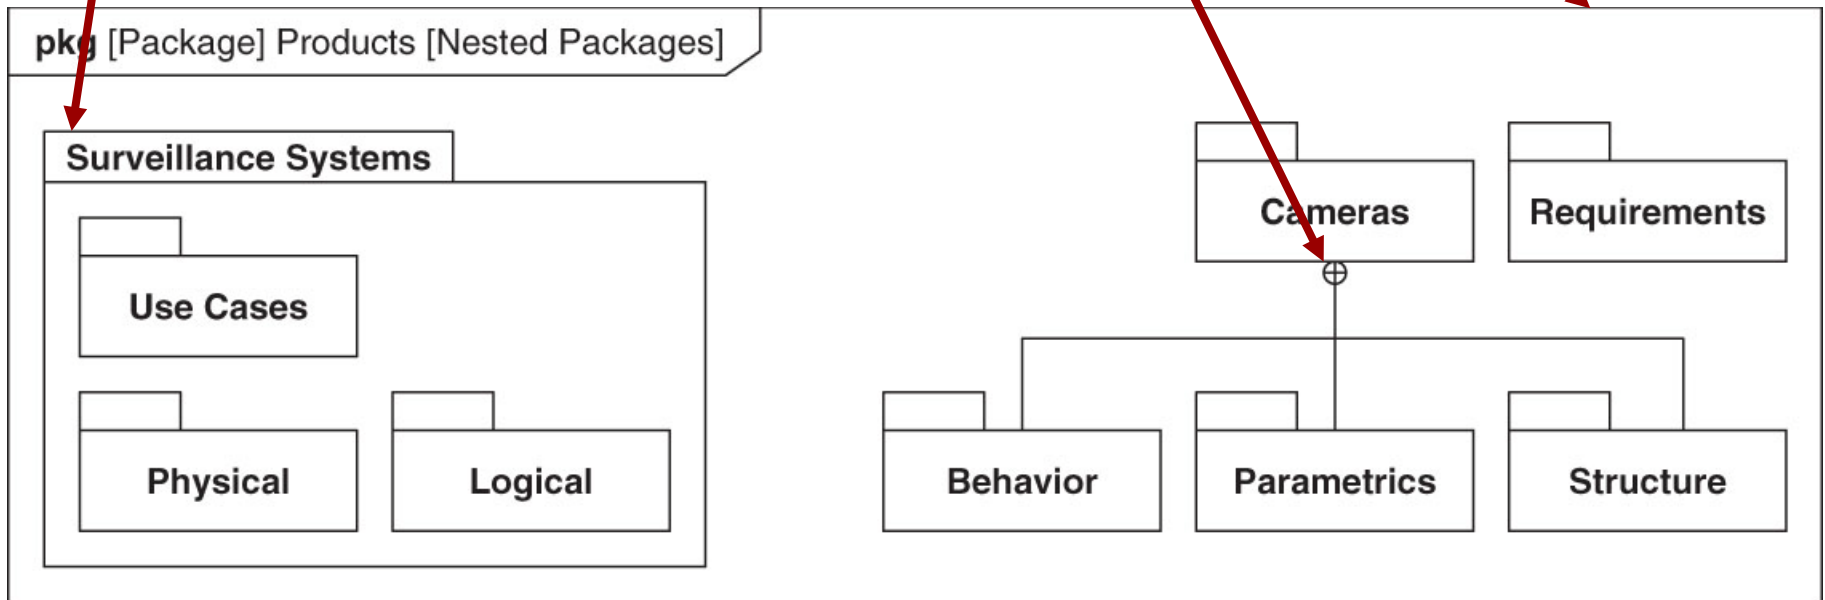 pkg [Package] Products [Nested Packages]
Surveillance Systems
Cameras
Requirements
Use Cases
Physical
Logical
Behavior
Parametrics
Structure